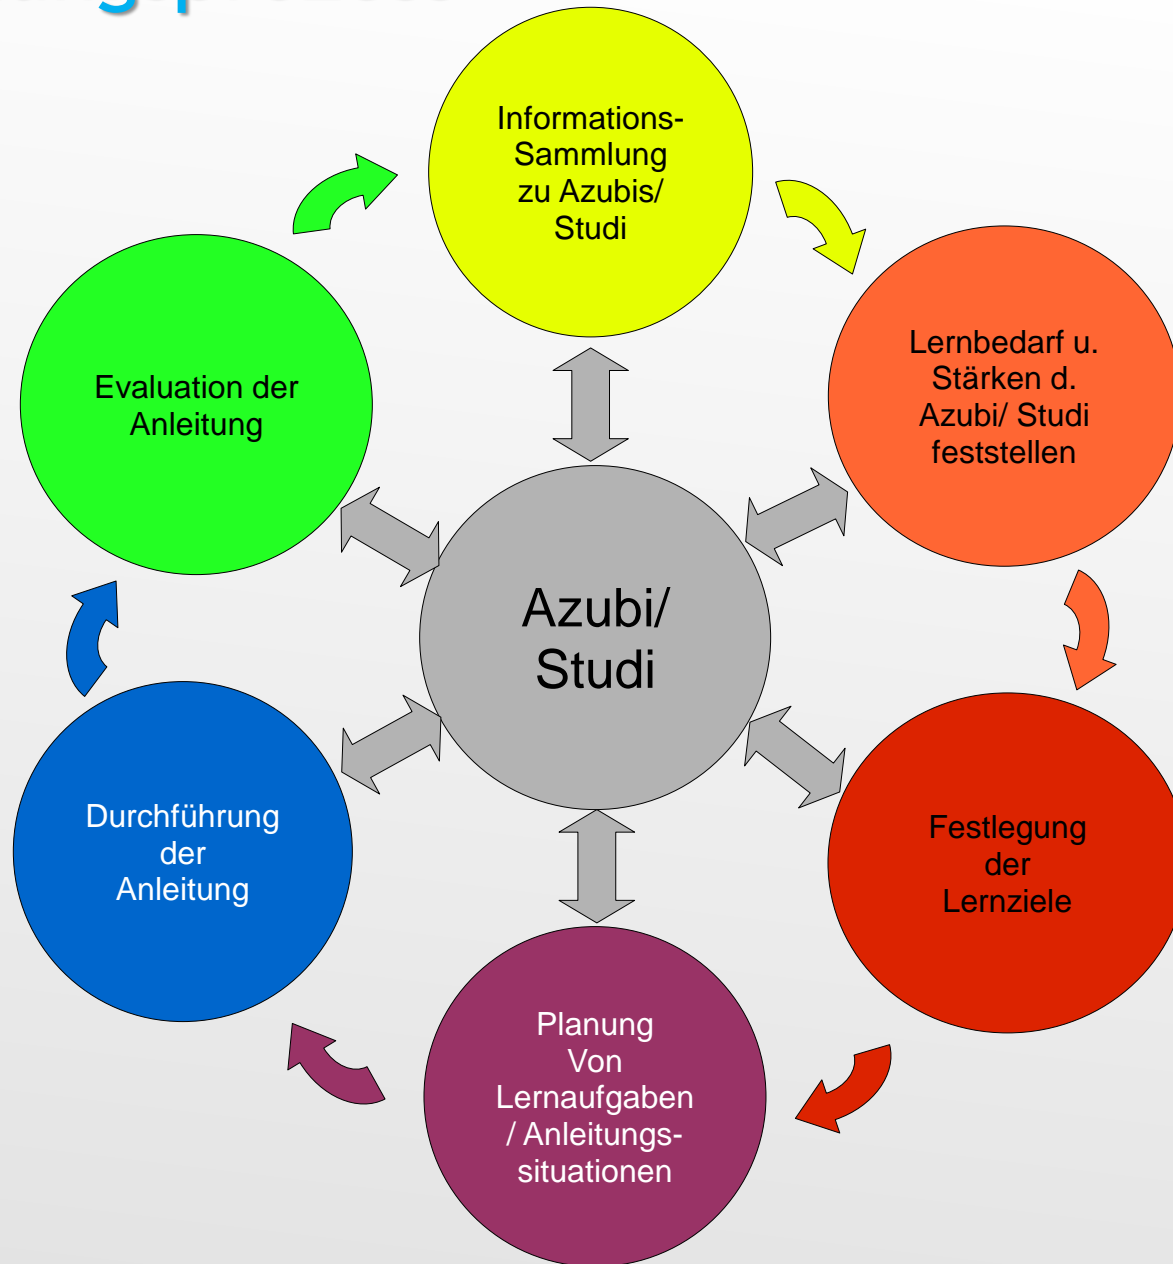 Informations-
Sammlung
zu Azubis/
Studi
Lernbedarf u.
Stärken d.
Azubi/ Studi
feststellen
Festlegung
der
Lernziele
Planung
Von
Lernaufgaben
/ Anleitungs-
situationen
Durchführung
der
Anleitung
Evaluation der
Anleitung
Azubi/
Studi